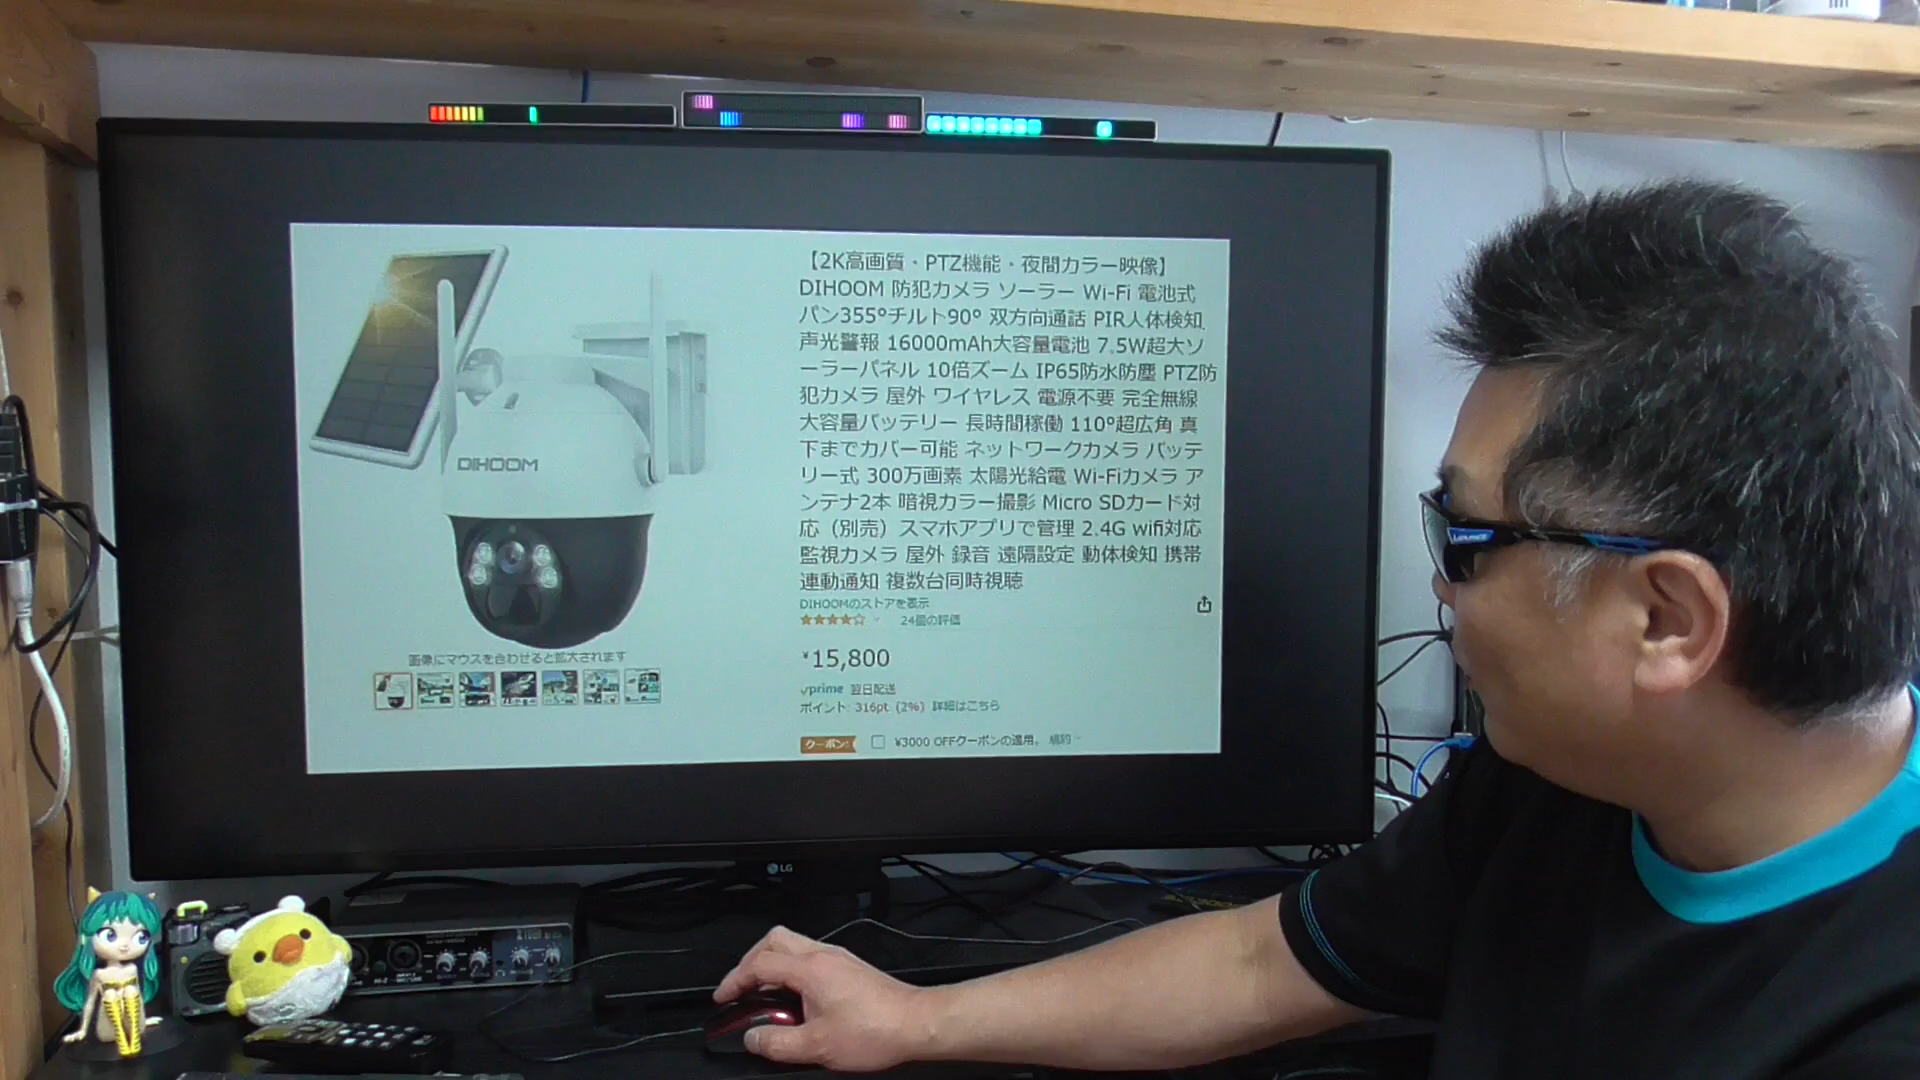 【2K高画質・PTZ機能・夜間カラー映像】
DIHOOM 防犯カメラ ソーラー Wi-Fi 電池式
パン355°チルト90° 双方向通話 PIR人体検知
声光警報 16000mAh大容量電池 7.5W超大ソ
ーラーパネル 10倍ズーム IP65防水防塵 PTZ防
犯カメラ 屋外 ワイヤレス 電源不要 完全無線
大容量バッテリー 長時間稼働 110°超広角 真
下までカバー可能 ネットワークカメラ バッテ
リー式 300万画素 太陽光給電 Wi-Fiカメラ ア
ンテナ2本 暗視カラー撮影 Micro SDカード対
応（別売）スマホアプリで管理 2.4G wifi対応
監視カメラ 屋外 録音 遠隔設定 動体検知 携帯
連動通知 複数台同時視聴
DIHOOMのストアを表示
24個の評価
¥15,800
prime 翌日配送
ポイント: 316pt (2%) 詳細はこちら
クーポン: ¥3000 OFFクーポンの適用。 規約
DIHOOM
画像にマウスを合わせると拡大されます
LG